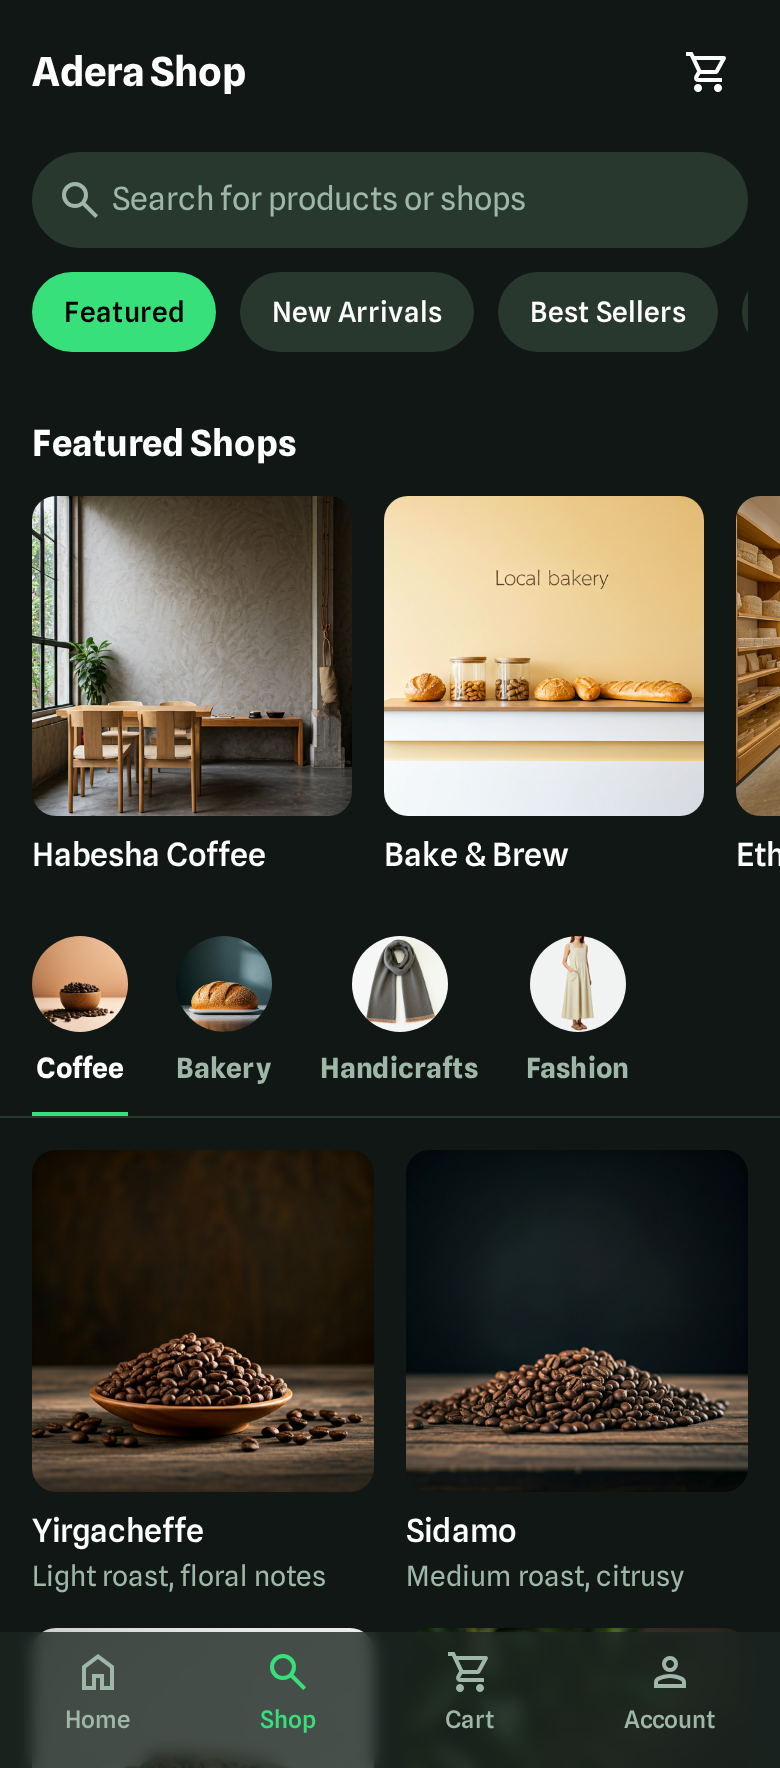 Adera Shop
Search for products or shops
Featured
New Arrivals
Best Sellers
Featured Shops
Local bakery
Habesha Coffee
Bake & Brew
Eth
Coffee
Bakery
Handicrafts
Fashion
Yirgacheffe
Sidamo
Light roast, floral notes
Medium roast, citrusy
Home
Shop
Cart
Account